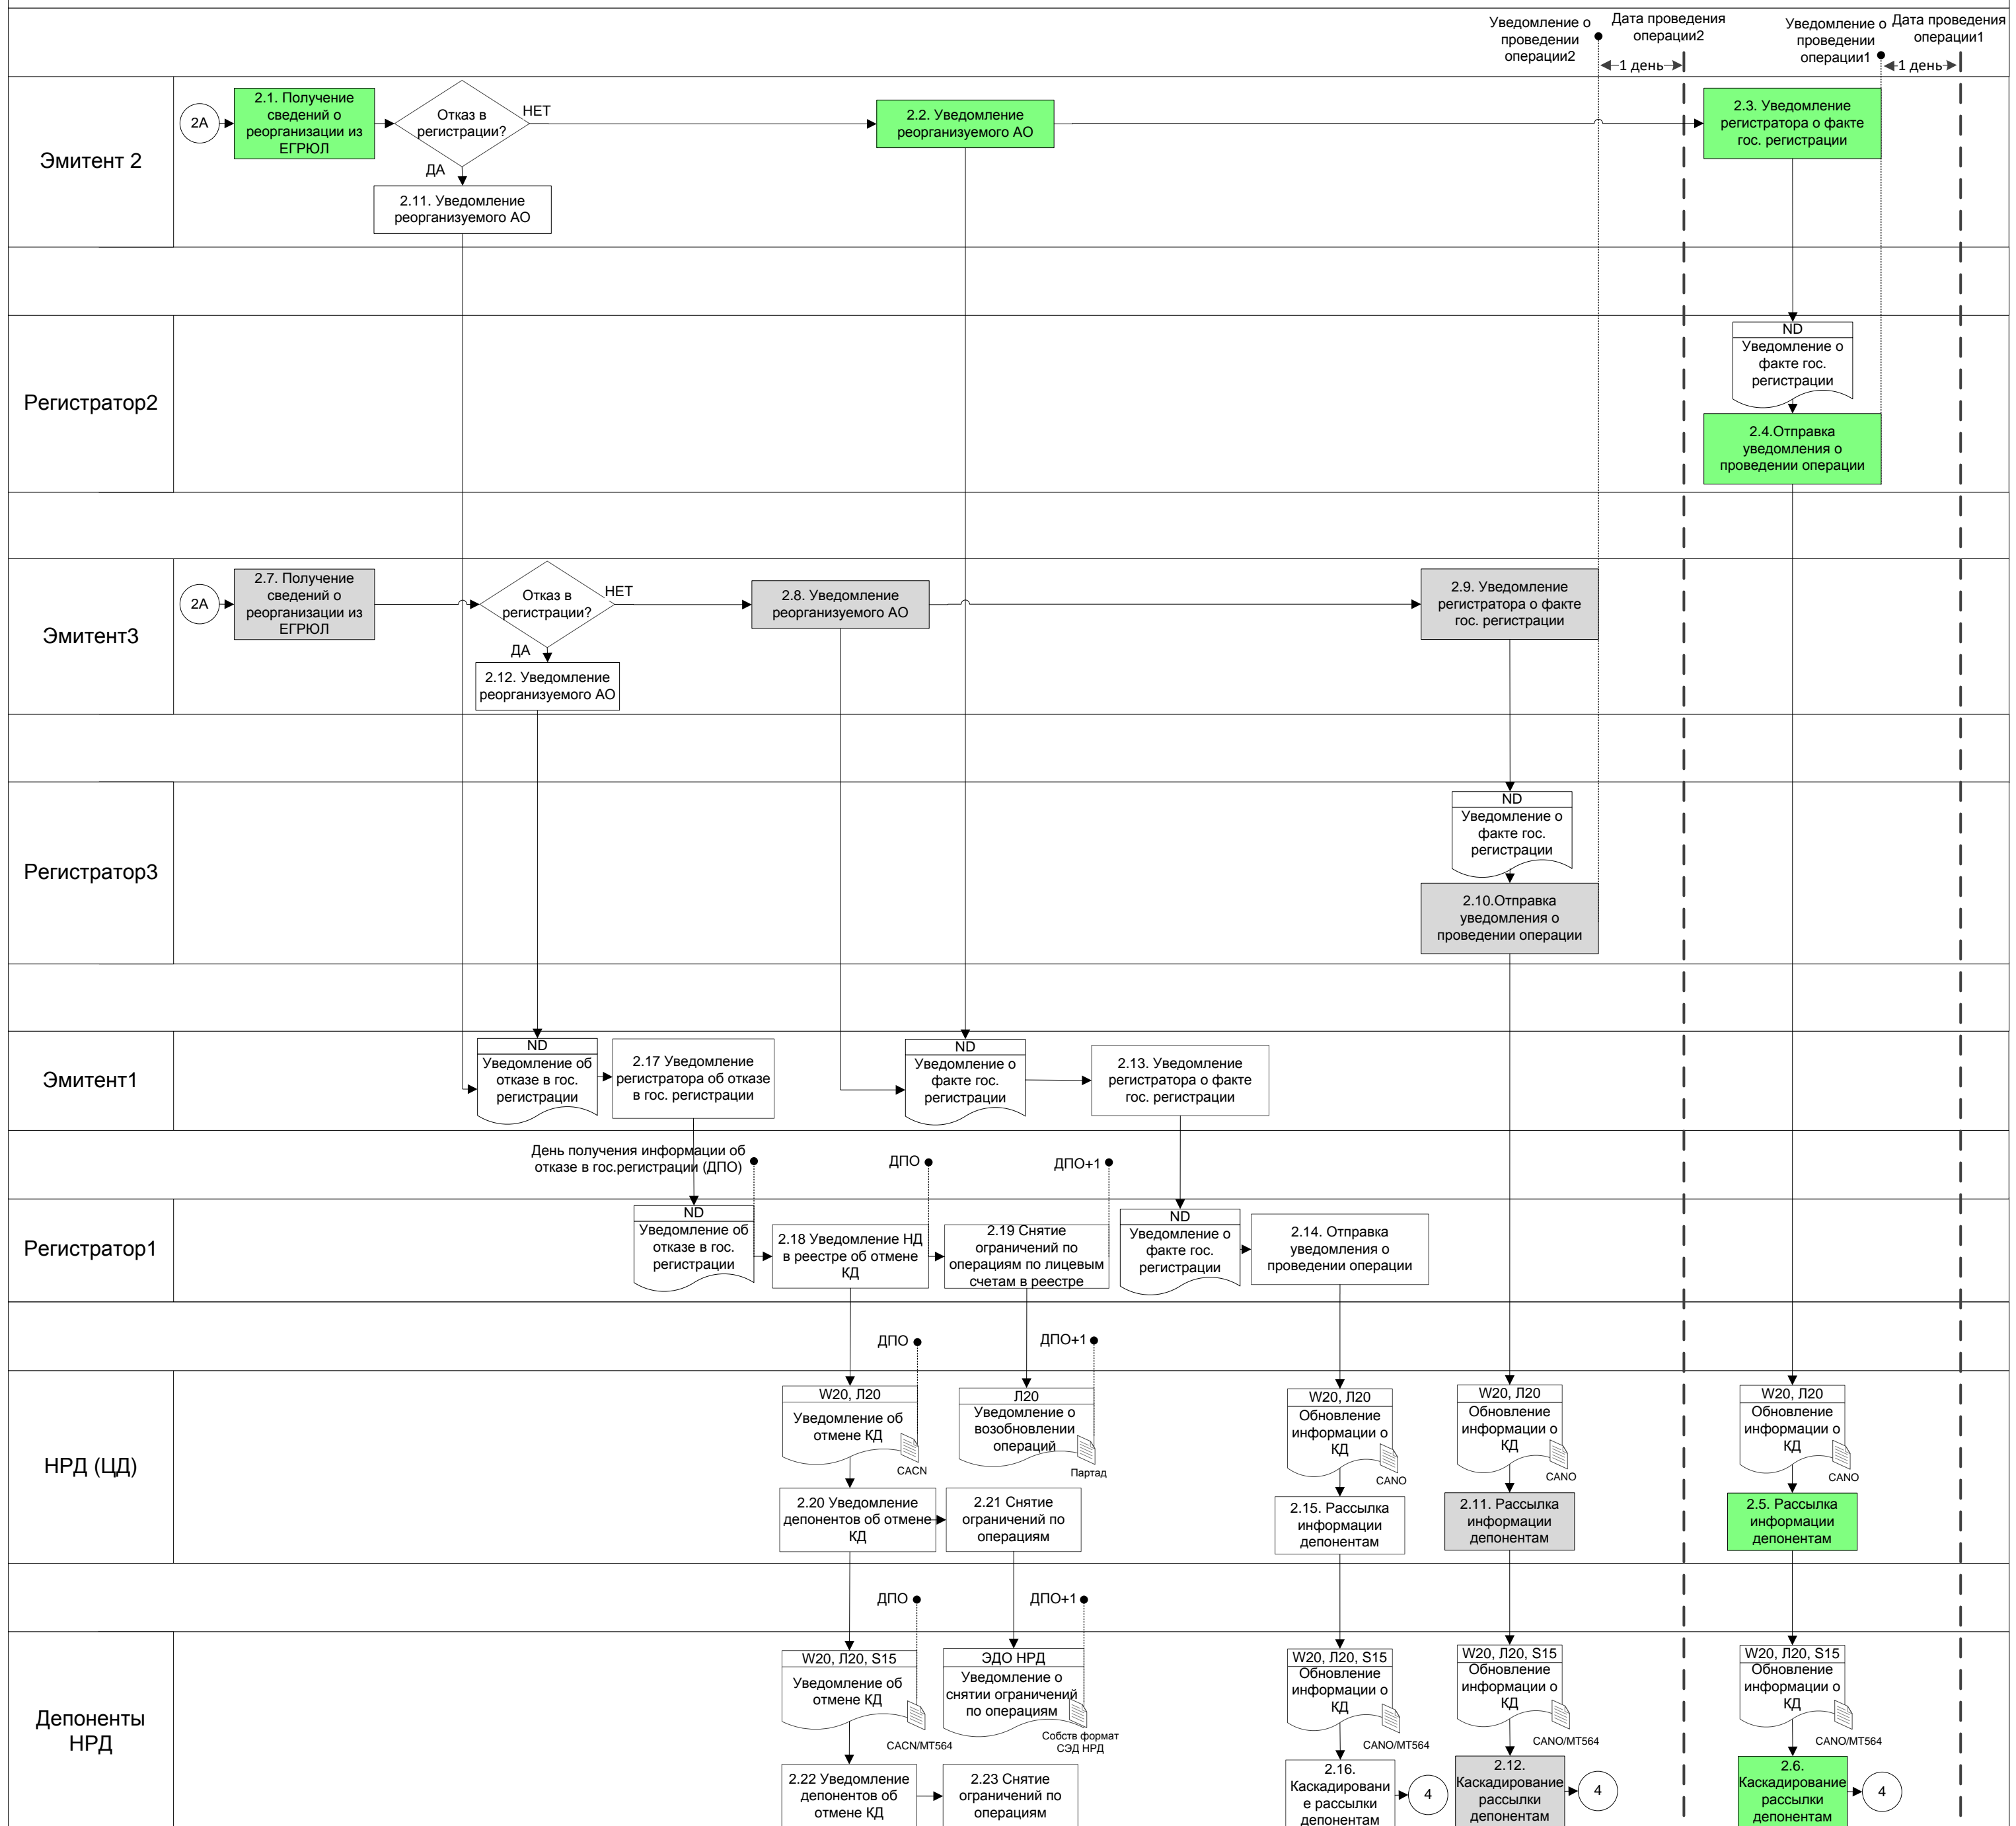 Уведомление о
проведении
операции2
Дата проведения
операции2
Уведомление о
проведении
операции1
Дата проведения
операции1
1 день
1 день
Эмитент 2
2А
2.1. Получение
сведений о
реорганизации из
ЕГРЮЛ
Отказ в
регистрации?
НЕТ
ДА
2.2. Уведомление
реорганизуемого АО
2.3. Уведомление
регистратора о факте
гос. регистрации
2.11. Уведомление
реорганизуемого АО
Регистратор2
ND
Уведомление о
факте гос.
регистрации
2.4.Отправка
уведомления о
проведении операции
Эмитент3
2А
2.7. Получение
сведений о
реорганизации из
ЕГРЮЛ
Отказ в
регистрации?
НЕТ
ДА
2.8. Уведомление
реорганизуемого АО
2.9. Уведомление
регистратора о факте
гос. регистрации
2.12. Уведомление
реорганизуемого АО
Регистратор3
ND
Уведомление о
факте гос.
регистрации
2.10.Отправка
уведомления о
проведении операции
Эмитент1
ND
Уведомление об
отказе в гос.
регистрации
2.17 Уведомление
регистратора об отказе
в гос. регистрации
ND
Уведомление о
факте гос.
регистрации
2.13. Уведомление
регистратора о факте
гос. регистрации
День получения информации об
отказе в гос.регистрации (ДПО)
ДПО
ДПО+1
Регистратор1
ND
Уведомление об
отказе в гос.
регистрации
2.18 Уведомление НД
в реестре об отмене
КД
2.19 Снятие
ограничений по
операциям по лицевым
счетам в реестре
ND
Уведомление о
факте гос.
регистрации
2.14. Отправка
уведомления о
проведении операции
ДПО
ДПО+1
НРД (ЦД)
W20, Л20
Уведомление об
отмене КД
CACN
Л20
Уведомление о
возобновлении
операций
Партад
W20, Л20
Обновление
информации о
КД
CANO
W20, Л20
Обновление
информации о
КД
CANO
W20, Л20
Обновление
информации о
КД
CANO
2.20 Уведомление
депонентов об отмене
КД
2.21 Снятие
ограничений по
операциям
2.15. Рассылка
информации
депонентам
2.11. Рассылка
информации
депонентам
2.5. Рассылка
информации
депонентам
ДПО
ДПО+1
Депоненты
НРД
W20, Л20, S15
Уведомление об
отмене КД
CACN/MT564
ЭДО НРД
Уведомление о
снятии ограничений
по операциям
Собств формат
СЭД НРД
W20, Л20, S15
Обновление
информации о
КД
CANO/MT564
W20, Л20, S15
Обновление
информации о
КД
CANO/MT564
W20, Л20, S15
Обновление
информации о
КД
CANO/MT564
2.22 Уведомление
депонентов об
отмене КД
2.23 Снятие
ограничений по
операциям
2.16.
Каскадировани
е рассылки
депонентам
4
2.12.
Каскадирование
рассылки
депонентам
4
2.6.
Каскадирование
рассылки
депонентам
4